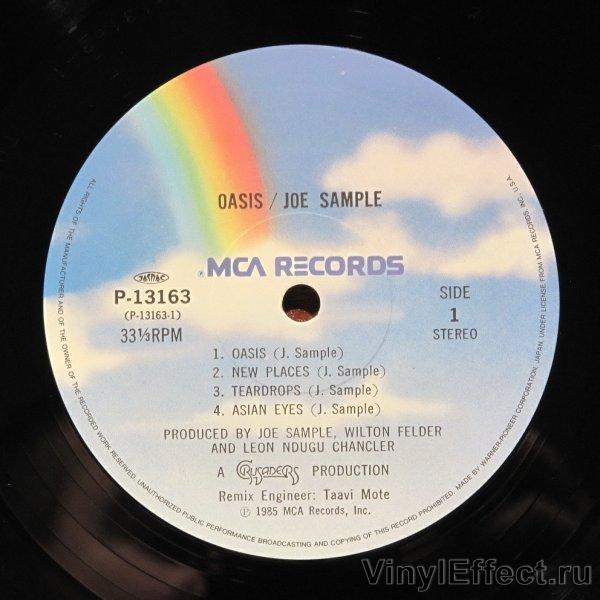 OASIS / JOE SAMPLE
MCA RECORDS
JASRAC
P-13163
(P-13163-1)
33⅓RPM
SIDE
1
STEREO
1. OASIS (J. Sample)
2. NEW PLACES (J. Sample)
3. TEARDROPS (J. Sample)
4. ASIAN EYES (J. Sample)
PRODUCED BY JOE SAMPLE, WILTON FELDER
AND LEON NDUGU CHANCLER
A CRUSADERS PRODUCTION
Remix Engineer: Taavi Mote
℗ 1985 MCA Records, Inc.
ALL RIGHTS OF THE MANUFACTURER AND OF THE OWNER OF THE RECORDED WORK RESERVED. UNAUTHORIZED PUBLIC PERFORMANCE BROADCASTING AND COPYING OF THIS RECORD PROHIBITED. MADE BY WARNER-PIONEER CORPORATION, JAPAN, UNDER LICENSE FROM MCA RECORDS, INC. U.S.A.
VinylEffect.ru